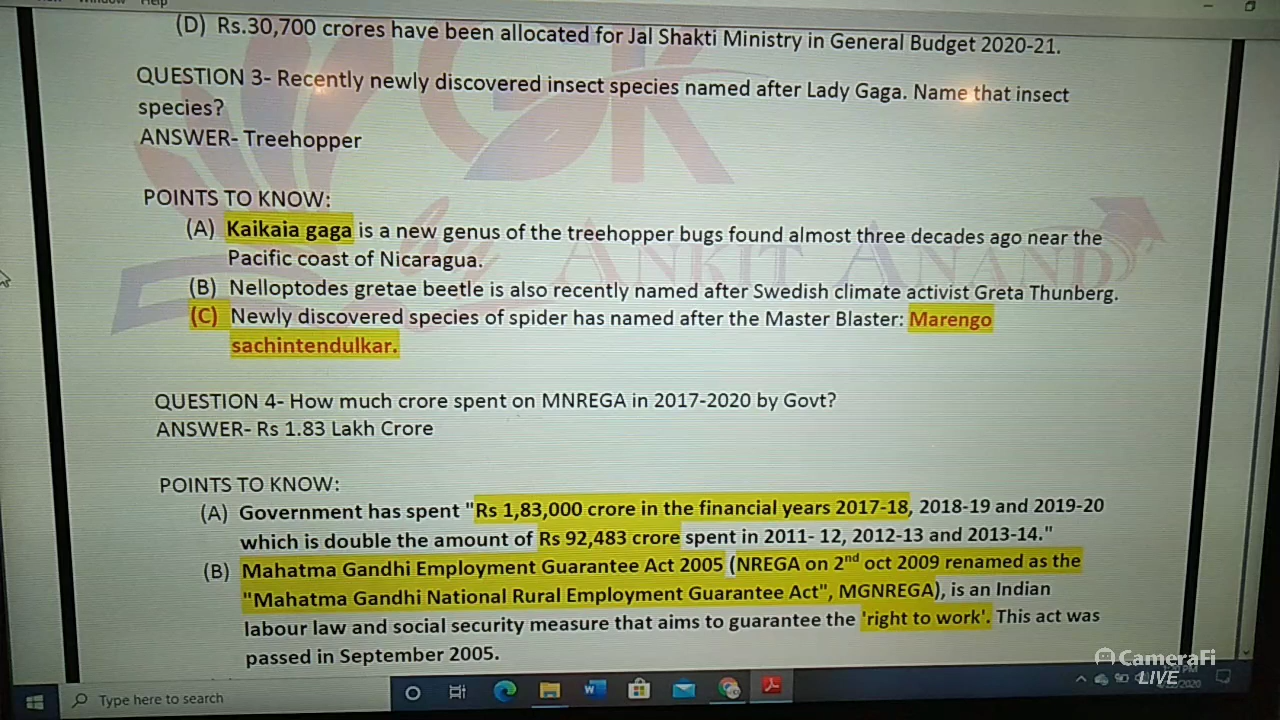 (D) Rs.30,700 crores have been allocated for Jal Shakti Ministry in General Budget 2020-21.
QUESTION 3- Recently newly discovered insect species named after Lady Gaga. Name that insect
species?
ANSWER- Treehopper
POINTS TO KNOW:
(A) Kaikaia gaga is a new genus of the treehopper bugs found almost three decades ago near the
Pacific coast of Nicaragua.
(B) Nelloptodes gretae beetle is also recently named after Swedish climate activist Greta Thunberg.
(C) Newly discovered species of spider has named after the Master Blaster: Marengo
sachintendulkar.
QUESTION 4- How much crore spent on MNREGA in 2017-2020 by Govt?
ANSWER- Rs 1.83 Lakh Crore
POINTS TO KNOW:
(A) Government has spent "Rs 1,83,000 crore in the financial years 2017-18, 2018-19 and 2019-20
which is double the amount of Rs 92,483 crore spent in 2011- 12, 2012-13 and 2013-14."
(B) Mahatma Gandhi Employment Guarantee Act 2005 (NREGA on 2nd oct 2009 renamed as the
"Mahatma Gandhi National Rural Employment Guarantee Act", MGNREGA), is an Indian
labour law and social security measure that aims to guarantee the 'right to work'. This act was
passed in September 2005.
GK
by ANKIT ANAND
CameraFi
LIVE
Type here to search